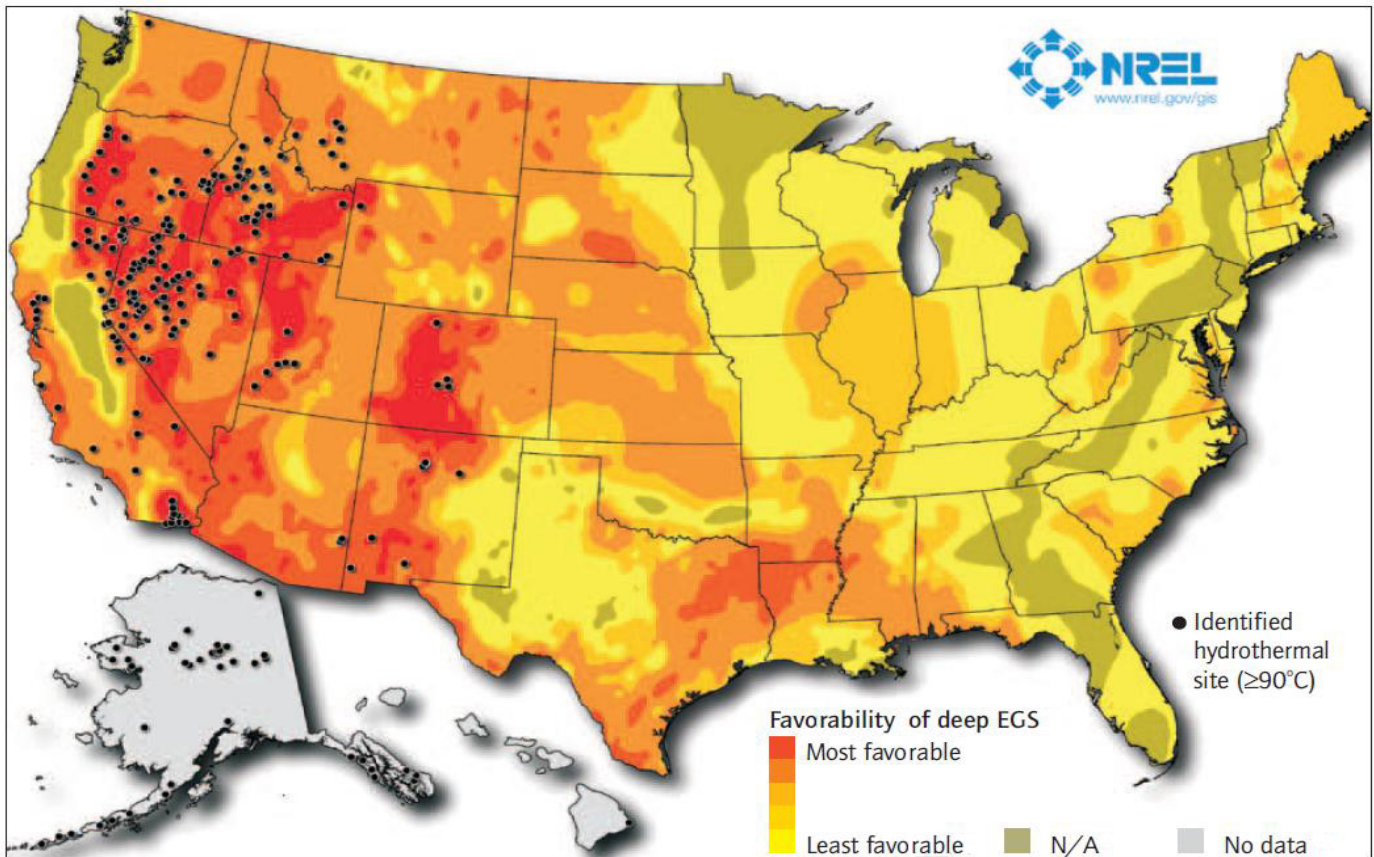 NREL
www.nrel.gov/gis
● Identified
hydrothermal
site (≥90°C)
Favorability of deep EGS
Most favorable
Least favorable
N/A
No data